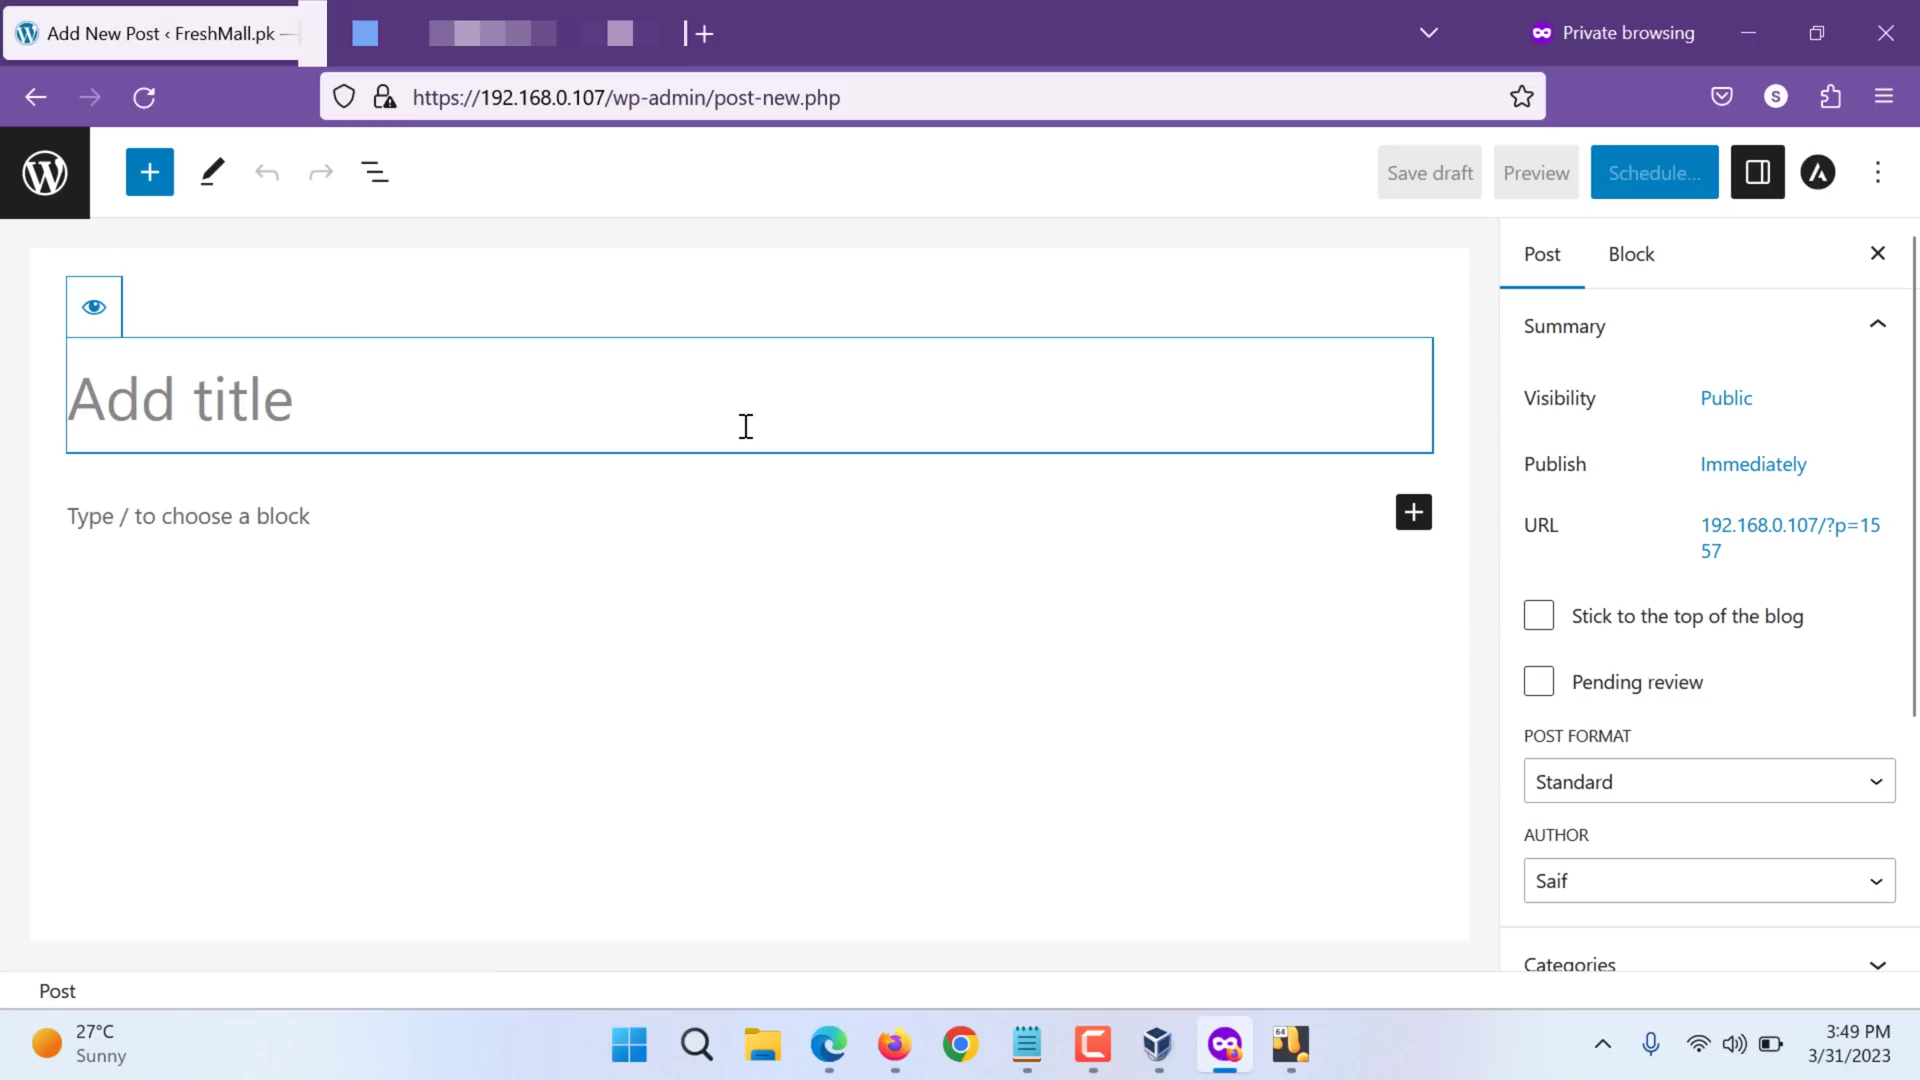 Add New Post ‹ FreshMall.pk —
Private browsing
https://192.168.0.107/wp-admin/post-new.php
S
Save draft
Preview
Schedule...
Post
Block
Summary
Add title
Visibility
Public
Publish
Immediately
Type / to choose a block
URL
192.168.0.107/?p=15
57
Stick to the top of the blog
Pending review
POST FORMAT
Standard
AUTHOR
Saif
Categories
Post
27°C
Sunny
64
3:49 PM
3/31/2023